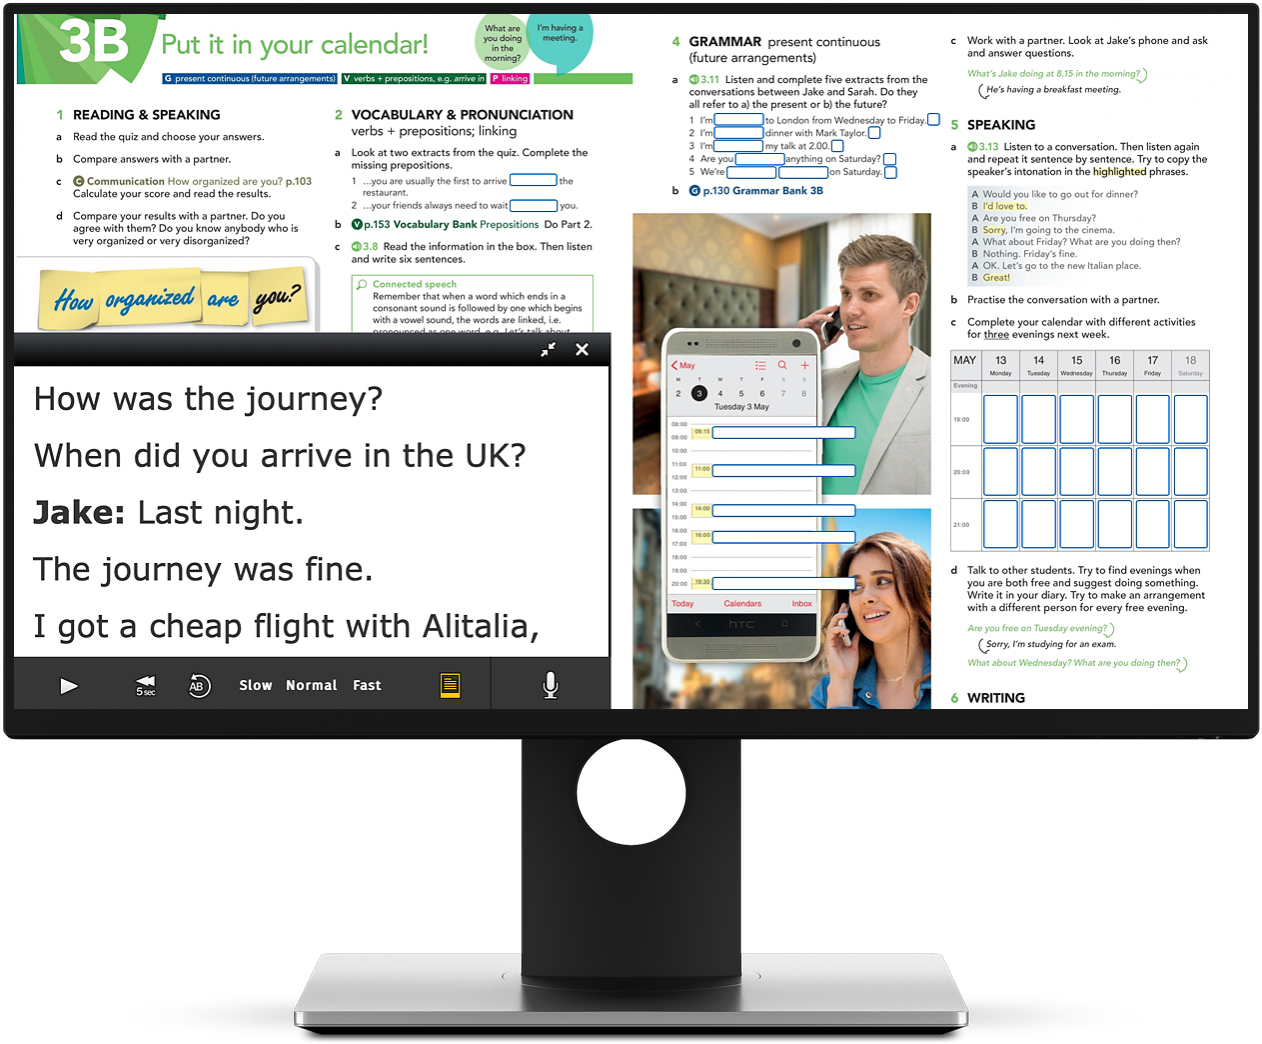 3B
Put it in your calendar!
What are
you doing
in the
morning?
I'm having a
meeting.
G present continuous (future arrangements) V verbs + prepositions, e.g. arrive in P linking
1 READING & SPEAKING
a Read the quiz and choose your answers.
b Compare answers with a partner.
c C Communication How organized are you? p.103
Calculate your score and read the results.
d Compare your results with a partner. Do you
agree with them? Do you know anybody who is
very organized or very disorganized?
How organized are you?
2 VOCABULARY & PRONUNCIATION
verbs + prepositions; linking
a Look at two extracts from the quiz. Complete the
missing prepositions.
1 …you are usually the first to arrive the
restaurant.
2 …your friends always need to wait you.
b V p.153 Vocabulary Bank Prepositions Do Part 2.
c 3.8 Read the information in the box. Then listen
and write six sentences.
Connected speech
Remember that when a word which ends in a
consonant sound is followed by one which begins
with a vowel sound, the words are linked, i.e.
pronounced as one word, e.g. Let's talk about
How was the journey?
When did you arrive in the UK?
Jake: Last night.
The journey was fine.
I got a cheap flight with Alitalia,
5 sec AB Slow Normal Fast
4 GRAMMAR present continuous
(future arrangements)
a 3.11 Listen and complete five extracts from the
conversations between Jake and Sarah. Do they
all refer to a) the present or b) the future?
1 I'm to London from Wednesday to Friday.
2 I'm dinner with Mark Taylor.
3 I'm my talk at 2.00.
4 Are you anything on Saturday?
5 We're on Saturday.
b G p.130 Grammar Bank 3B
May
M T W T F S S
2 3 4 5 6 7 8
Tuesday 3 May
08:00
08:15
09:00
10:00
11:00
11:00
12:00
13:00
14:00
15:00
16:00
17:00
18:00
19:00
19:30
20:00
Today Calendars Inbox
hTC
c Work with a partner. Look at Jake's phone and ask
and answer questions.
What's Jake doing at 8.15 in the morning?
He's having a breakfast meeting.
5 SPEAKING
a 3.13 Listen to a conversation. Then listen again
and repeat it sentence by sentence. Try to copy the
speaker's intonation in the highlighted phrases.
A Would you like to go out for dinner?
B I'd love to.
A Are you free on Thursday?
B Sorry, I'm going to the cinema.
A What about Friday? What are you doing then?
B Nothing. Friday's fine.
A OK. Let's go to the new Italian place.
B Great!
b Practise the conversation with a partner.
c Complete your calendar with different activities
for three evenings next week.
MAY 13 14 15 16 17 18
Monday Tuesday Wednesday Thursday Friday Saturday
Evening
19:00
20:00
21:00
d Talk to other students. Try to find evenings when
you are both free and suggest doing something.
Write it in your diary. Try to make an arrangement
with a different person for every free evening.
Are you free on Tuesday evening?
Sorry, I'm studying for an exam.
What about Wednesday? What are you doing then?
6 WRITING